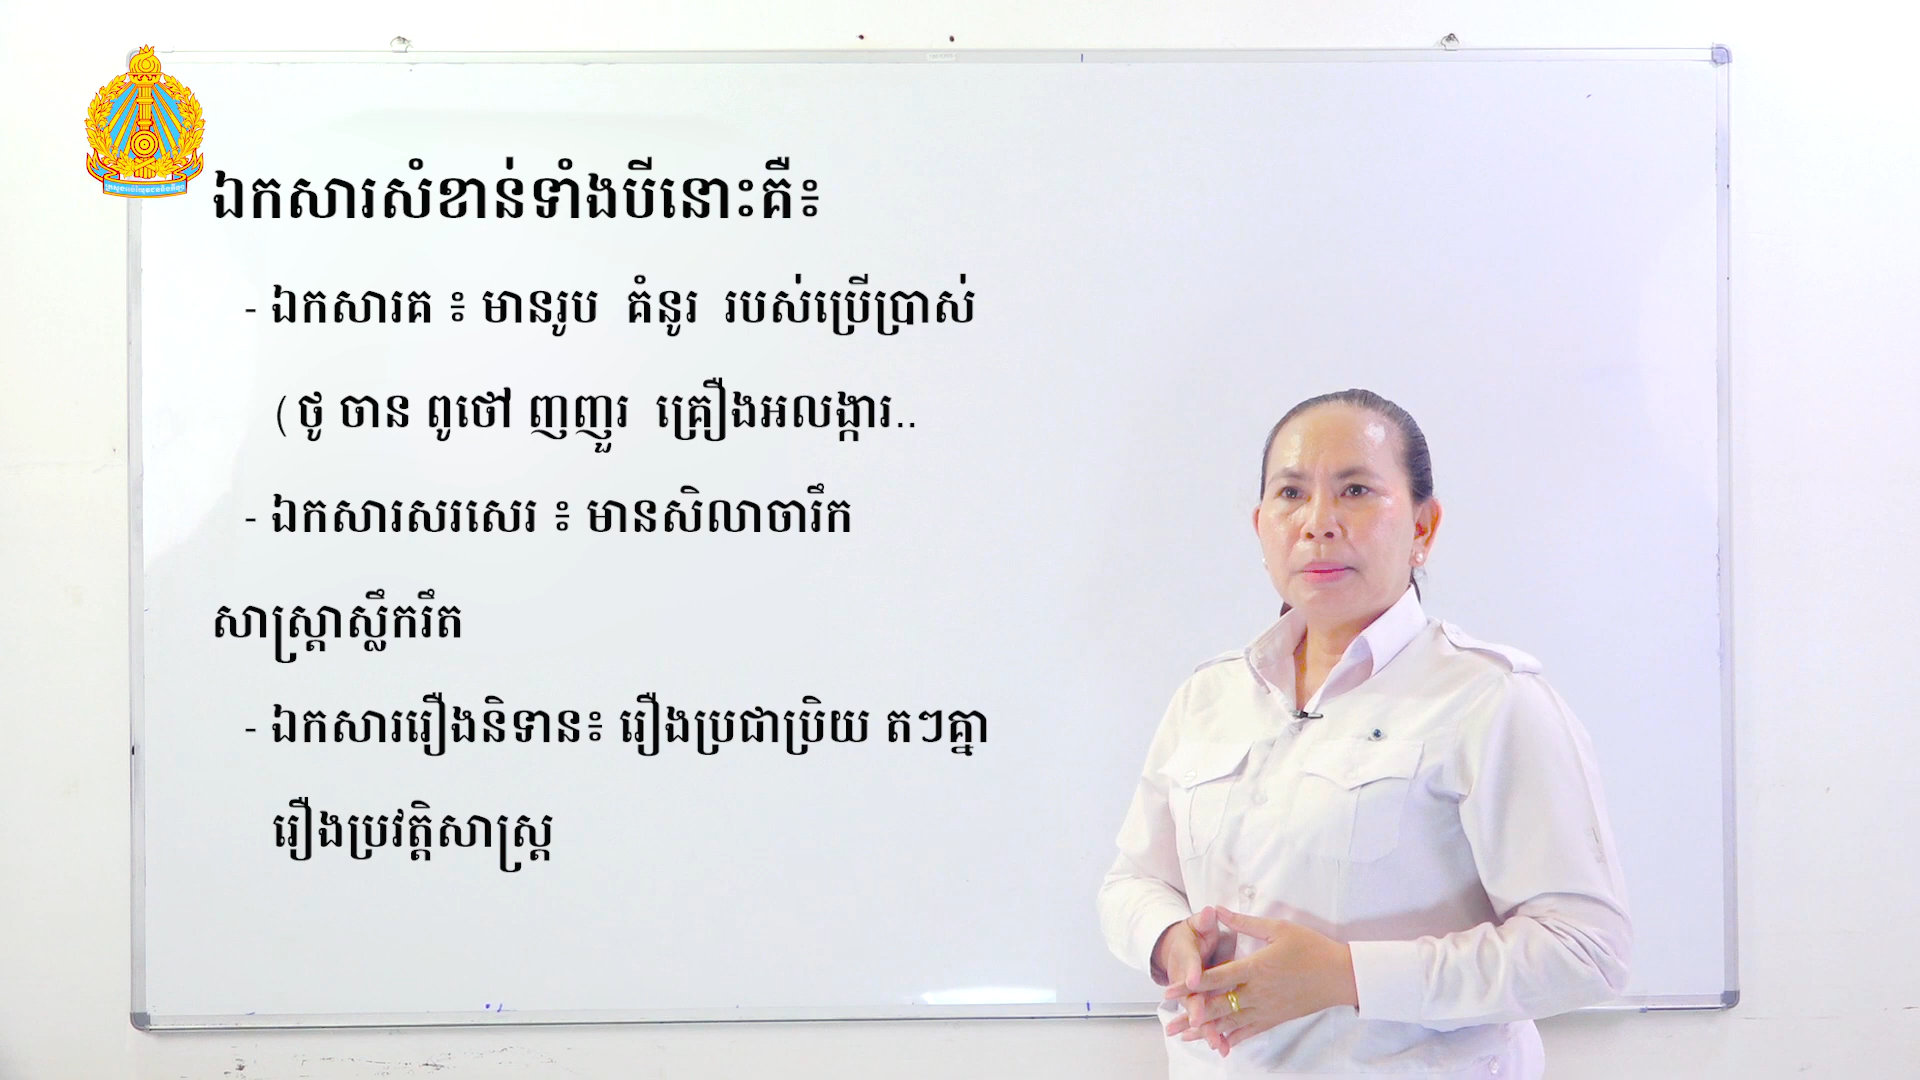 ឯកសារសំខាន់ទាំងបីនោះគឺ៖
- ឯកសារគ ៖ មានរូប គំនូរ របស់ប្រើប្រាស់
( ថូ ចាន ពូថៅ ញញួរ គ្រឿងអលង្ការ..
- ឯកសារសរសេរ ៖ មានសិលាចារឹក
សាស្ត្រាស្លឹករឹត
- ឯកសាររឿងនិទាន៖ រឿងប្រជាប្រិយ តៗគ្នា
រឿងប្រវត្តិសាស្ត្រ